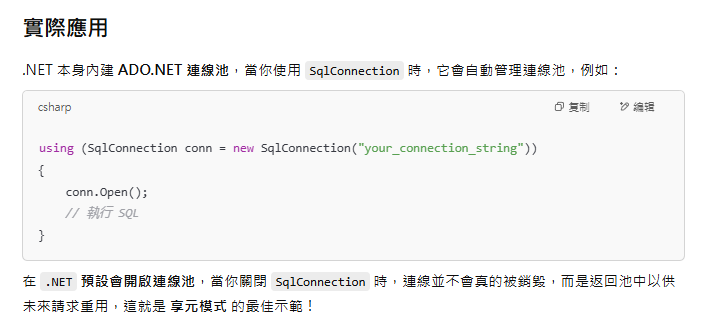 實際應用
.NET 本身內建 ADO.NET 連線池，當你使用 SqlConnection 時，它會自動管理連線池，例如：
csharp
复制 编辑
using (SqlConnection conn = new SqlConnection("your_connection_string"))
{
    conn.Open();
    // 執行 SQL
}
在 .NET 預設會開啟連線池，當你關閉 SqlConnection 時，連線並不會真的被銷毀，而是返回池中以供
未來請求重用，這就是 享元模式 的最佳示範！